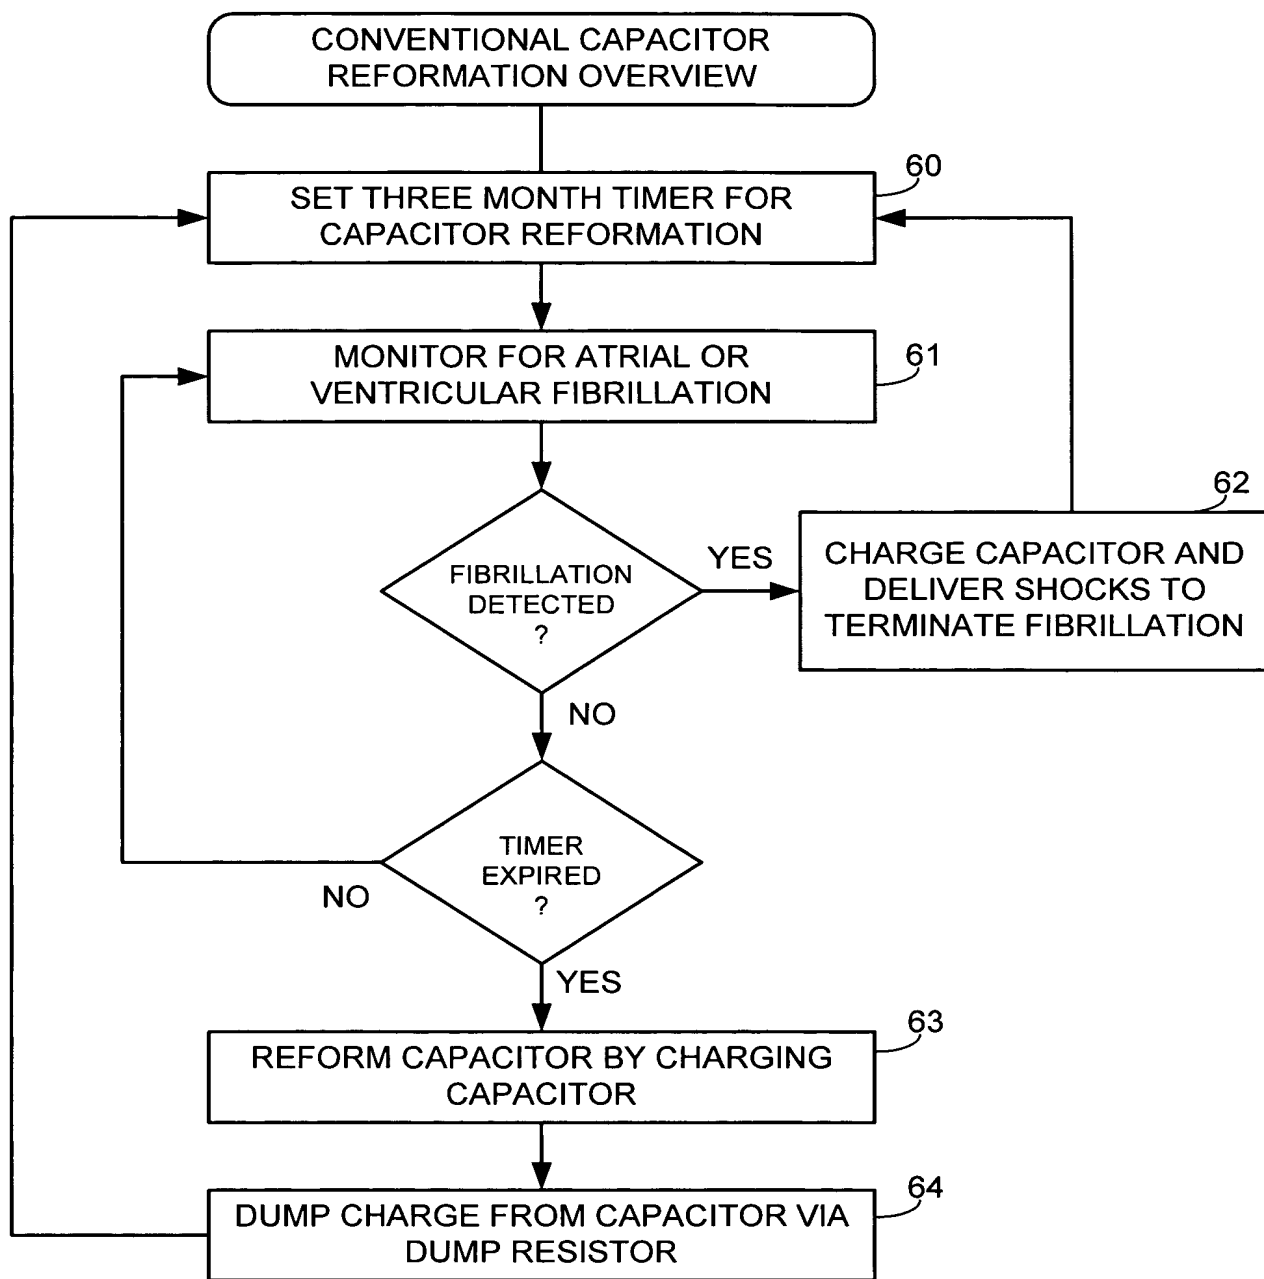 CONVENTIONAL CAPACITOR
REFORMATION OVERVIEW
60
SET THREE MONTH TIMER FOR
CAPACITOR REFORMATION
MONITOR FOR ATRIAL OR
VENTRICULAR FIBRILLATION
61
62
FIBRILLATION
DETECTED
?
YES
CHARGE CAPACITOR AND
DELIVER SHOCKS TO
TERMINATE FIBRILLATION
NO
TIMER
EXPIRED
?
NO
YES
63
REFORM CAPACITOR BY CHARGING
CAPACITOR
64
DUMP CHARGE FROM CAPACITOR VIA
DUMP RESISTOR